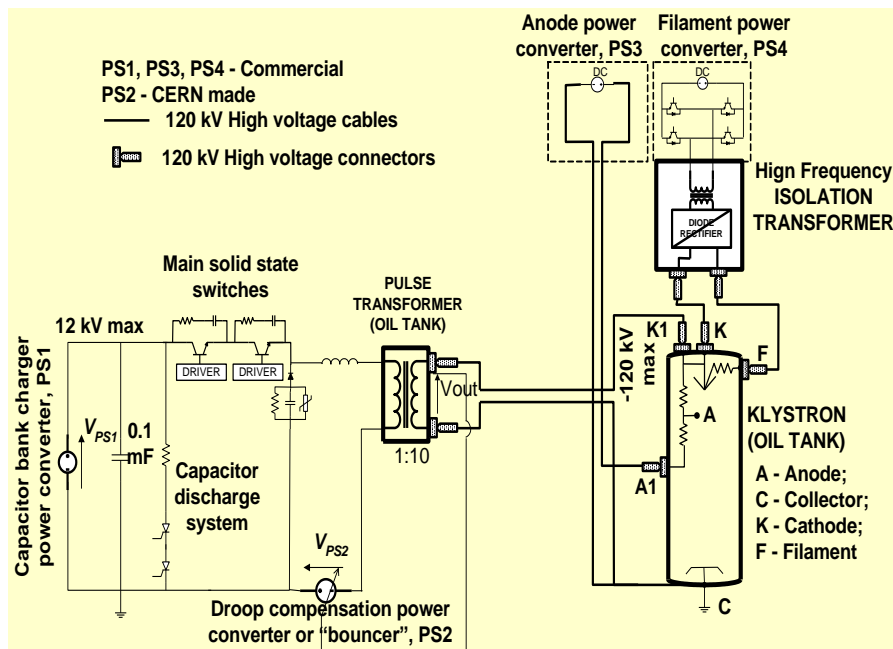 Anode power
converter, PS3
Filament power
converter, PS4
DC
DC
PS1, PS3, PS4 - Commercial
PS2 - CERN made
120 kV High voltage cables
120 kV High voltage connectors
Hign Frequency
ISOLATION
TRANSFORMER
DIODE
RECTIFIER
Main solid state
switches
PULSE
TRANSFORMER
(OIL TANK)
12 kV max
DRIVER
DRIVER
K1
K
F
-120 kV
max
Vout
Capacitor bank charger
power converter, PS1
VPS1
0.1
mF
A
KLYSTRON
(OIL TANK)
1:10
Capacitor
discharge
system
A1
A - Anode;
C - Collector;
K - Cathode;
F - Filament
VPS2
C
Droop compensation power
converter or “bouncer”, PS2